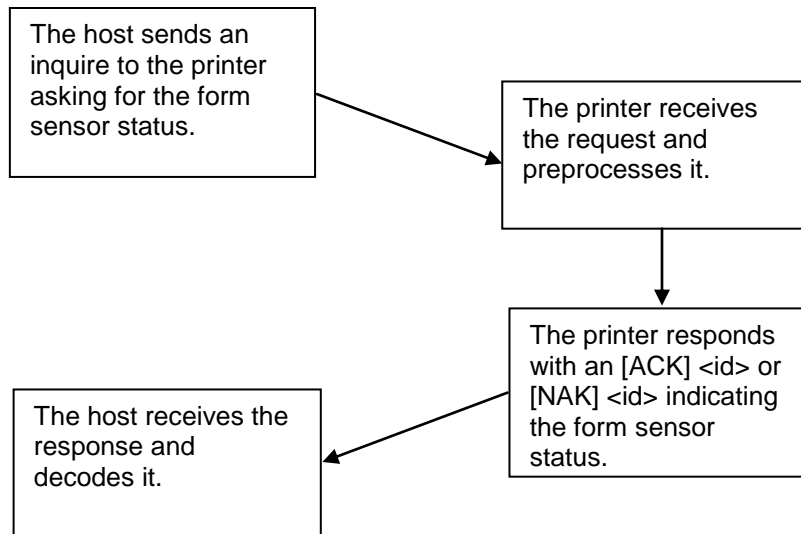 The host sends an
inquire to the printer
asking for the form
sensor status.
The printer receives
the request and
preprocesses it.
The printer responds
with an [ACK] <id> or
[NAK] <id> indicating
the form sensor
status.
The host receives the
response and
decodes it.